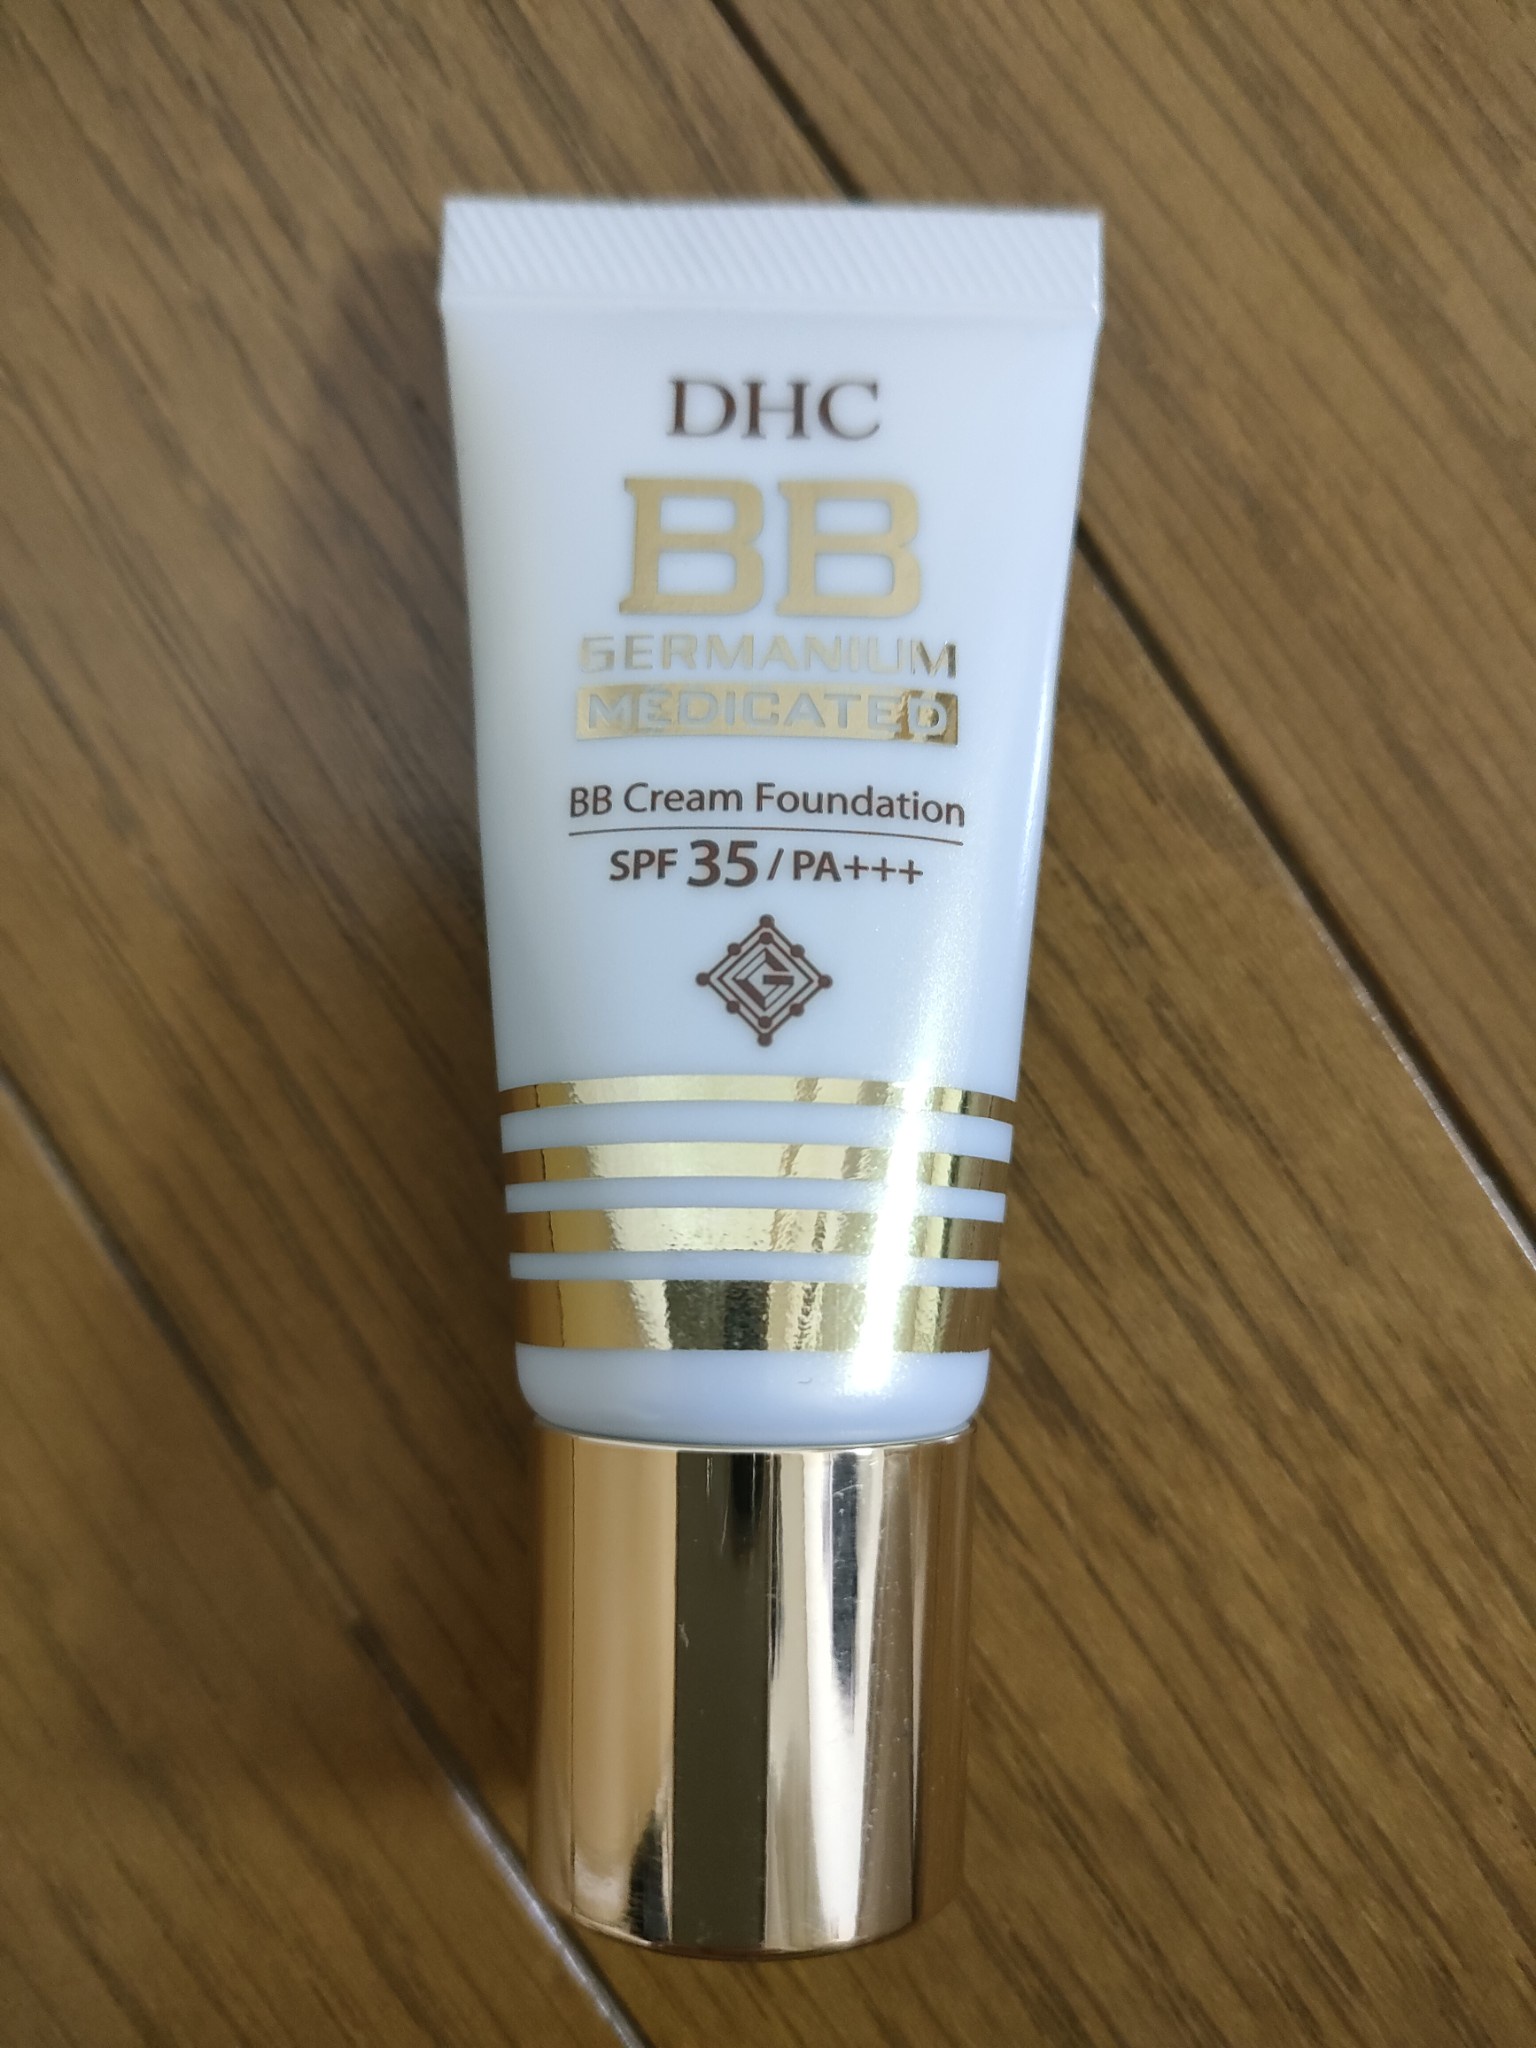 DHC
BB
GERMANIUM
MEDICATED
BB Cream Foundation
SPF 35 / PA+++
G